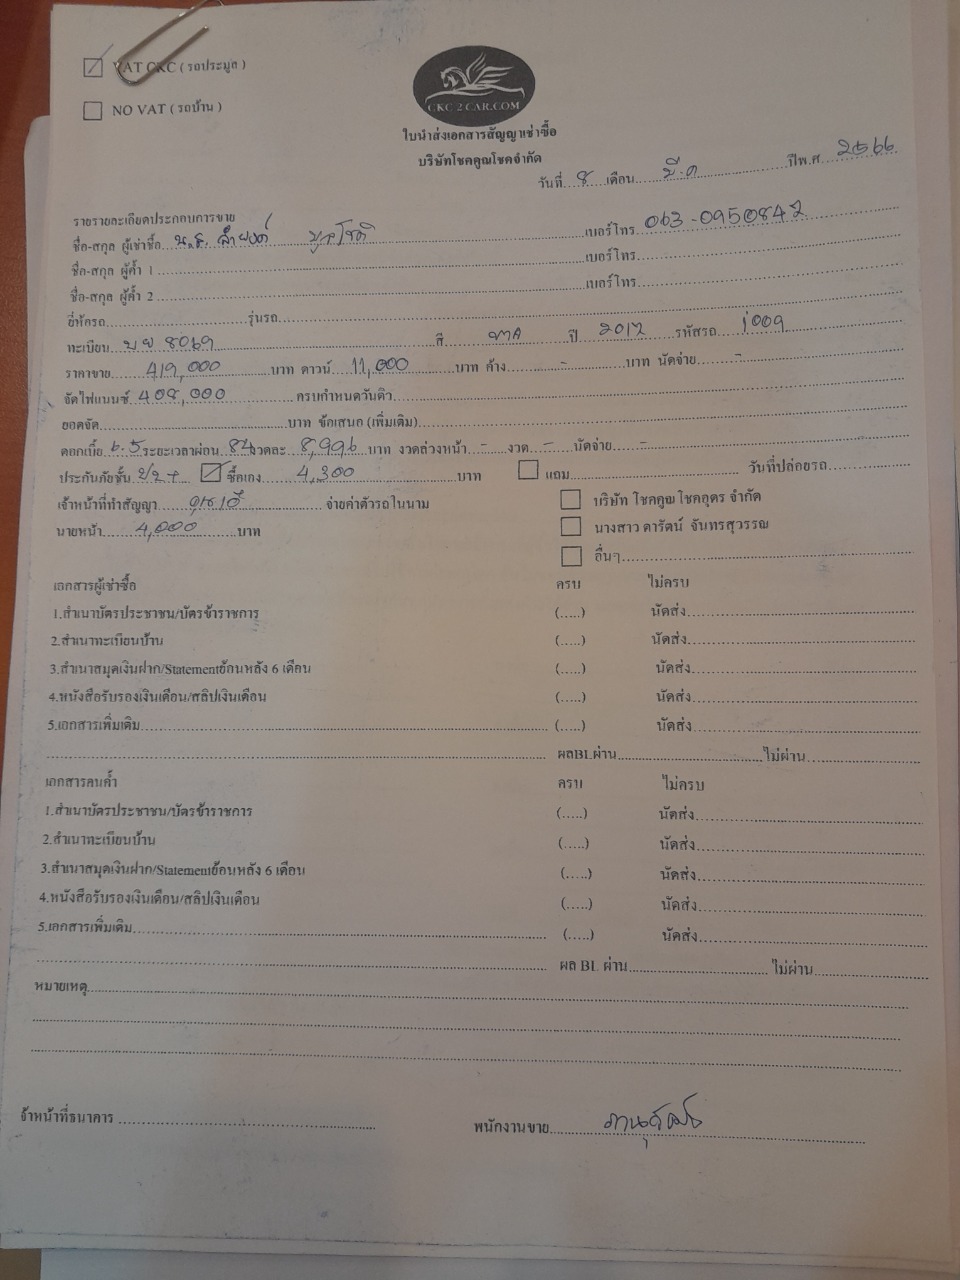 VAT CKC ( รถประมูล )
NO VAT ( รถบ้าน )
CKC 2 CAR.COM
ใบนำส่งเอกสารสัญญาเช่าซื้อ
บริษัทโชคคูณโชคจำกัด
วันที่ 8 เดือน มี.ค ปีพ.ศ 2566
รายรายละเอียดประกอบการขาย
ชื่อ-สกุล ผู้เช่าซื้อ น.ส. เบอร์โทร 063-0950842
ชื่อ-สกุล ผู้ค้ำ 1 เบอร์โทร
ชื่อ-สกุล ผู้ค้ำ 2 เบอร์โทร
ยี่ห้อรถ รุ่นรถ
ทะเบียน 8069 สี เทา ปี 2017 รหัสรถ 1009
ราคาขาย 419,000 บาท ดาวน์ 11,000 บาท ค้าง - บาท นัดจ่าย -
จัดไฟแนนซ์ 408,000 ครบกำหนดวันดิว
ยอดจัด บาท ข้อเสนอ (เพิ่มเติม)
ดอกเบี้ย 6.5 ระยะเวลาผ่อน 84 งวดละ 8,996 บาท งวดล่วงหน้า - งวด - นัดจ่าย -
ประกันภัยชั้น ป2+ ซื้อเอง 4,300 บาท แถม วันที่ปล่อยรถ
เจ้าหน้าที่ทำสัญญา จ่ายค่าตัวรถในนาม บริษัท โชคคูณโชคอุดร จำกัด
นายหน้า 4,000 บาท นางสาว ดารัตน์ จันทรสุวรรณ
อื่นๆ
เอกสารผู้เช่าซื้อ ครบ ไม่ครบ
1.สำเนาบัตรประชาชน/บัตรข้าราชการ (.....) นัดส่ง
2.สำเนาทะเบียนบ้าน (.....) นัดส่ง
3.สำเนาสมุดเงินฝาก/Statementย้อนหลัง 6 เดือน (.....) นัดส่ง
4.หนังสือรับรองเงินเดือน/สลิปเงินเดือน (.....) นัดส่ง
5.เอกสารเพิ่มเติม (.....) นัดส่ง
ผลBLผ่าน ไม่ผ่าน
เอกสารคนค้ำ ครบ ไม่ครบ
1.สำเนาบัตรประชาชน/บัตรข้าราชการ (.....) นัดส่ง
2.สำเนาทะเบียนบ้าน (.....) นัดส่ง
3.สำเนาสมุดเงินฝาก/Statementย้อนหลัง 6 เดือน (.....) นัดส่ง
4.หนังสือรับรองเงินเดือน/สลิปเงินเดือน (.....) นัดส่ง
5.เอกสารเพิ่มเติม (.....) นัดส่ง
ผล BL ผ่าน ไม่ผ่าน
หมายเหตุ
จ้าหน้าที่ธนาคาร พนักงานขาย